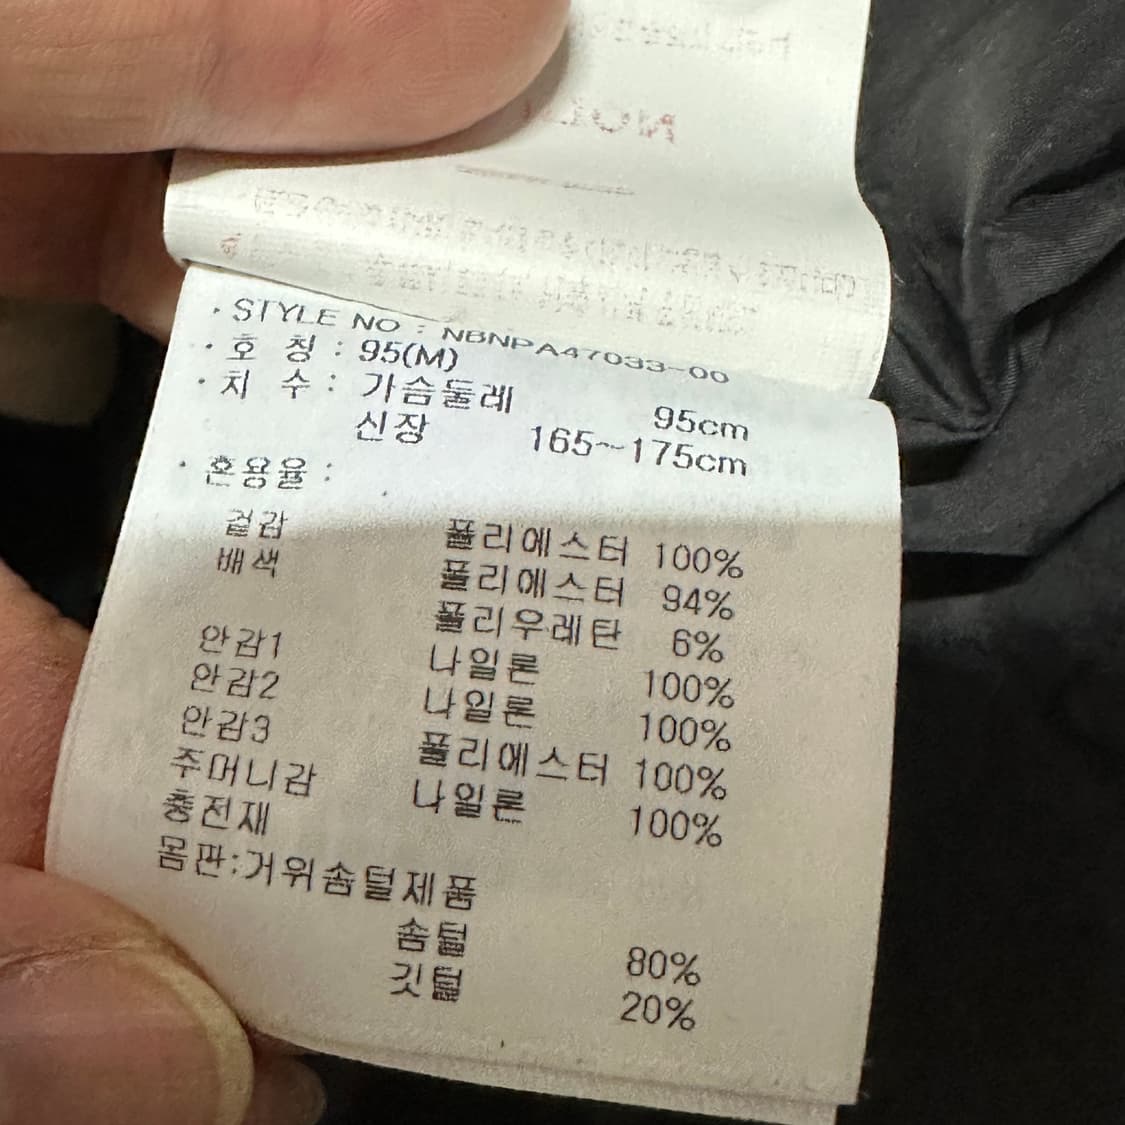 · STYLE NO : NBNPA47033-00
· 호 칭 : 95(M)
· 치 수 : 가슴둘레 95cm
신장 165~175cm
· 혼용율 :
겉감 폴리에스터 100%
배색 폴리에스터 94%
폴리우레탄 6%
안감1 나일론 100%
안감2 나일론 100%
안감3 폴리에스터 100%
주머니감 나일론 100%
충전재
몸판:거위솜털제품
솜털 80%
깃털 20%